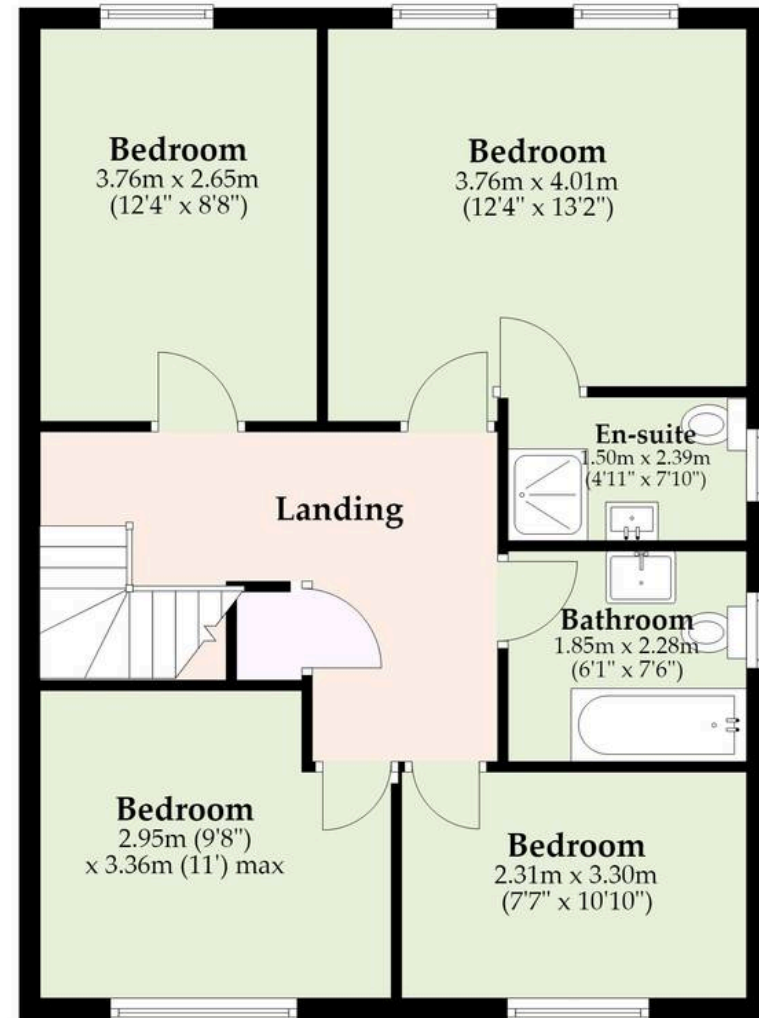 Bedroom
3.76m x 2.65m
(12'4" x 8'8")
Bedroom
3.76m x 4.01m
(12'4" x 13'2")
En-suite
1.50m x 2.39m
(4'11" x 7'10")
Landing
Bathroom
1.85m x 2.28m
(6'1" x 7'6")
Bedroom
2.95m (9'8")
x 3.36m (11') max
Bedroom
2.31m x 3.30m
(7'7" x 10'10")